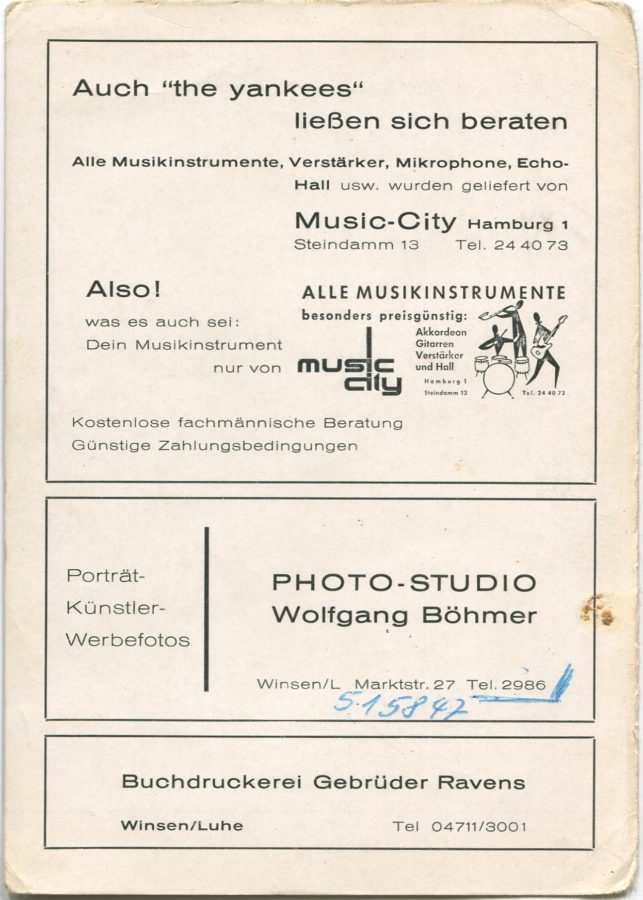 Auch "the yankees"
ließen sich beraten
Alle Musikinstrumente, Verstärker, Mikrophone, Echo-
Hall usw. wurden geliefert von
Music-City Hamburg 1
Steindamm 13 Tel. 24 40 73
Also!
was es auch sei:
Dein Musikinstrument
nur von
ALLE MUSIKINSTRUMENTE
besonders preisgünstig:
music city
Akkordeon
Gitarren
Verstärker
und Hall
Hamburg 1
Steindamm 13 Tel. 24 40 73
Kostenlose fachmännische Beratung
Günstige Zahlungsbedingungen
Porträt-
Künstler-
Werbefotos
PHOTO-STUDIO
Wolfgang Böhmer
Winsen/L Marktstr. 27 Tel. 2986
515847
Buchdruckerei Gebrüder Ravens
Winsen/Luhe Tel 04711/3001